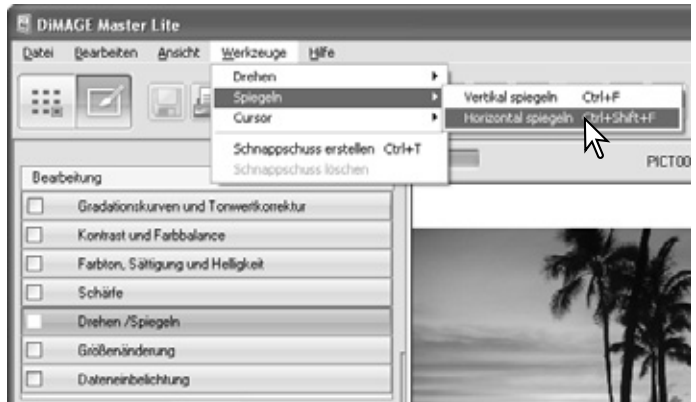 DiMAGE Master Lite
Datei Bearbeiten Ansicht Werkzeuge Hilfe
Drehen
Spiegeln
Cursor
Schnappschuss erstellen Ctrl+T
Schnappschuss löschen
Vertikal spiegeln Ctrl+F
Horizontal spiegeln Ctrl+Shift+F
PICT00
Bearbeitung
Gradationskurven und Tonwertkorrektur
Kontrast und Farbbalance
Farbton, Sättigung und Helligkeit
Schärfe
Drehen /Spiegeln
Größenänderung
Dateneinbelichtung